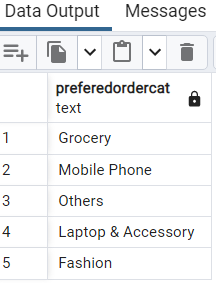 Data Output Messages
preferedordercat
text
1 Grocery
2 Mobile Phone
3 Others
4 Laptop & Accessory
5 Fashion